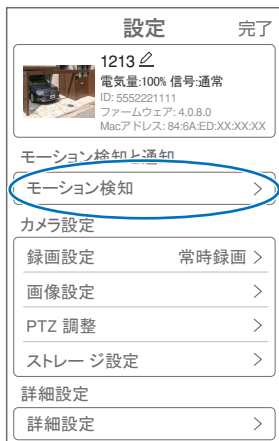 設定 完了
1213
電気量:100% 信号:通常
ID: 5552221111
ファームウェア: 4.0.8.0
Macアドレス: 84:6A:ED:XX:XX:XX
モーション検知と通知
モーション検知 >
カメラ設定
録画設定 常時録画 >
画像設定 >
PTZ 調整 >
ストレージ設定 >
詳細設定
詳細設定 >